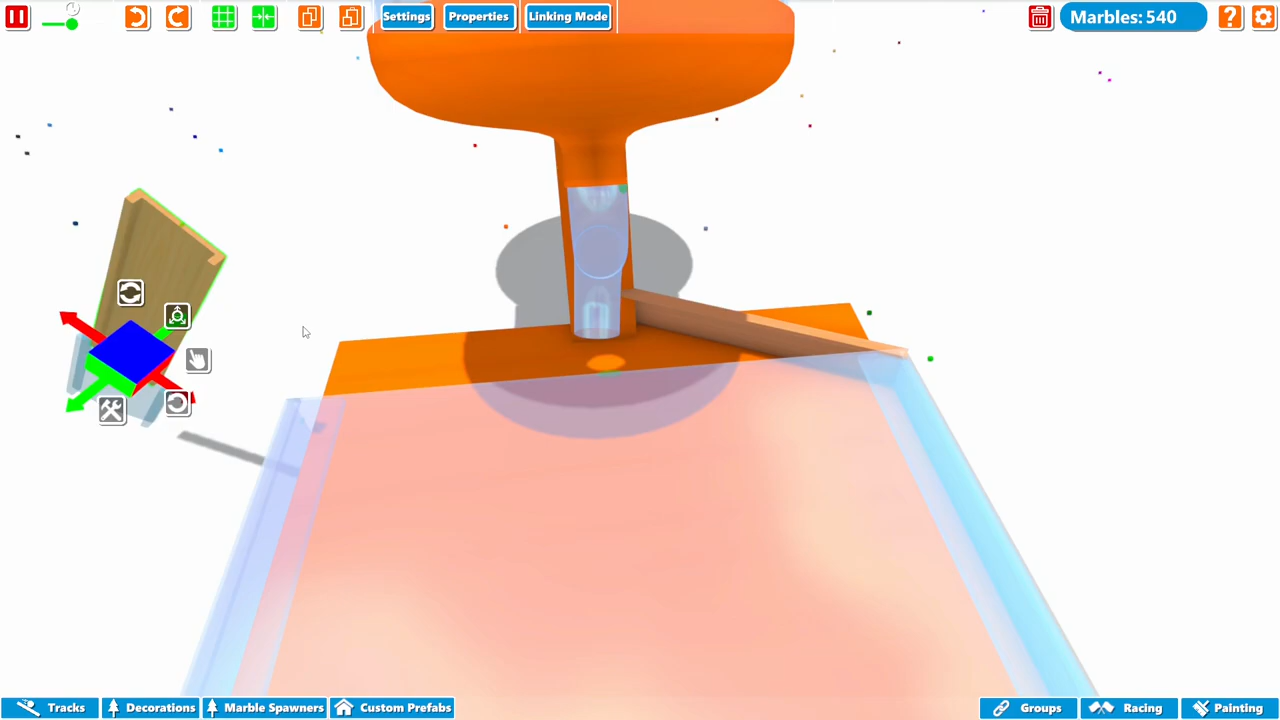 Settings
Properties
Linking Mode
Marbles: 540
?
Tracks
Decorations
Marble Spawners
Custom Prefabs
Groups
Racing
Painting